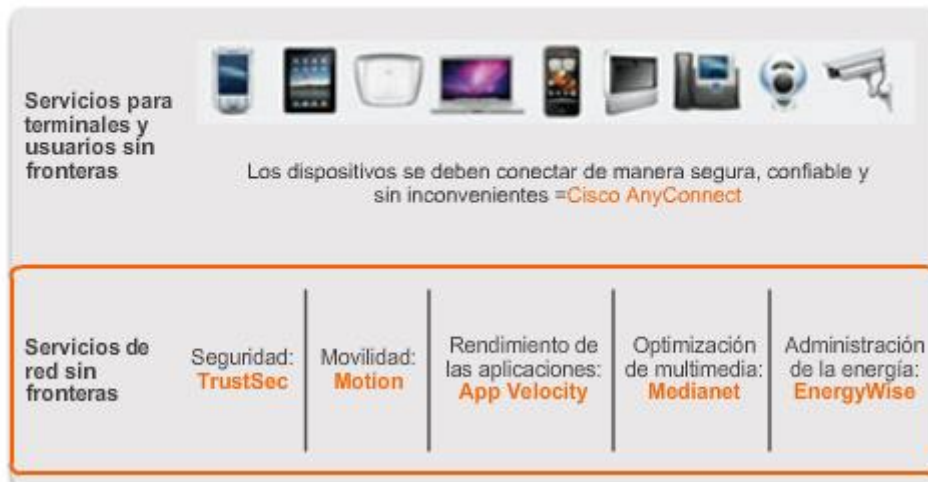 Servicios para
terminales y
usuarios sin
fronteras
Los dispositivos se deben conectar de manera segura, confiable y
sin inconvenientes =Cisco AnyConnect
Servicios de
red sin
fronteras
Seguridad:
TrustSec
Movilidad:
Motion
Rendimiento de
las aplicaciones:
App Velocity
Optimización
de multimedia:
Medianet
Administración
de la energía:
EnergyWise